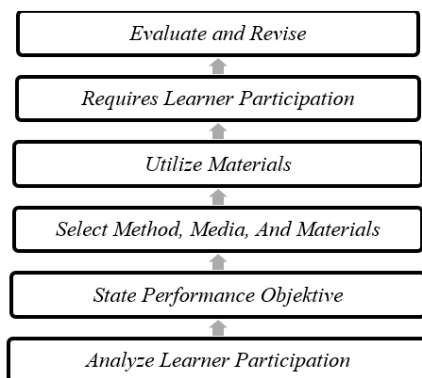 Evaluate and Revise
Requires Learner Participation
Utilize Materials
Select Method, Media, And Materials
State Performance Objektive
Analyze Learner Participation